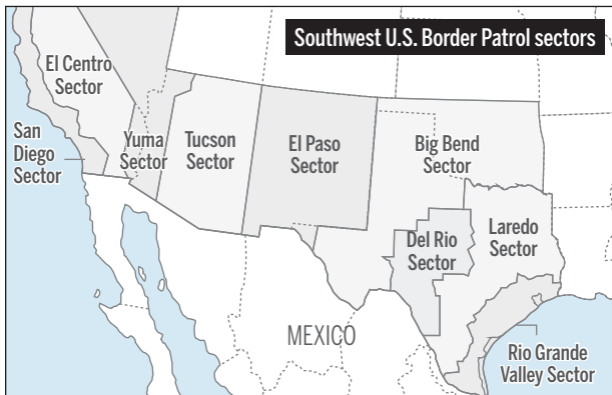 Southwest U.S. Border Patrol sectors
El Centro
Sector
San
Diego
Sector
Yuma
Sector
Tucson
Sector
El Paso
Sector
Big Bend
Sector
Del Rio
Sector
Laredo
Sector
MEXICO
Rio Grande
Valley Sector